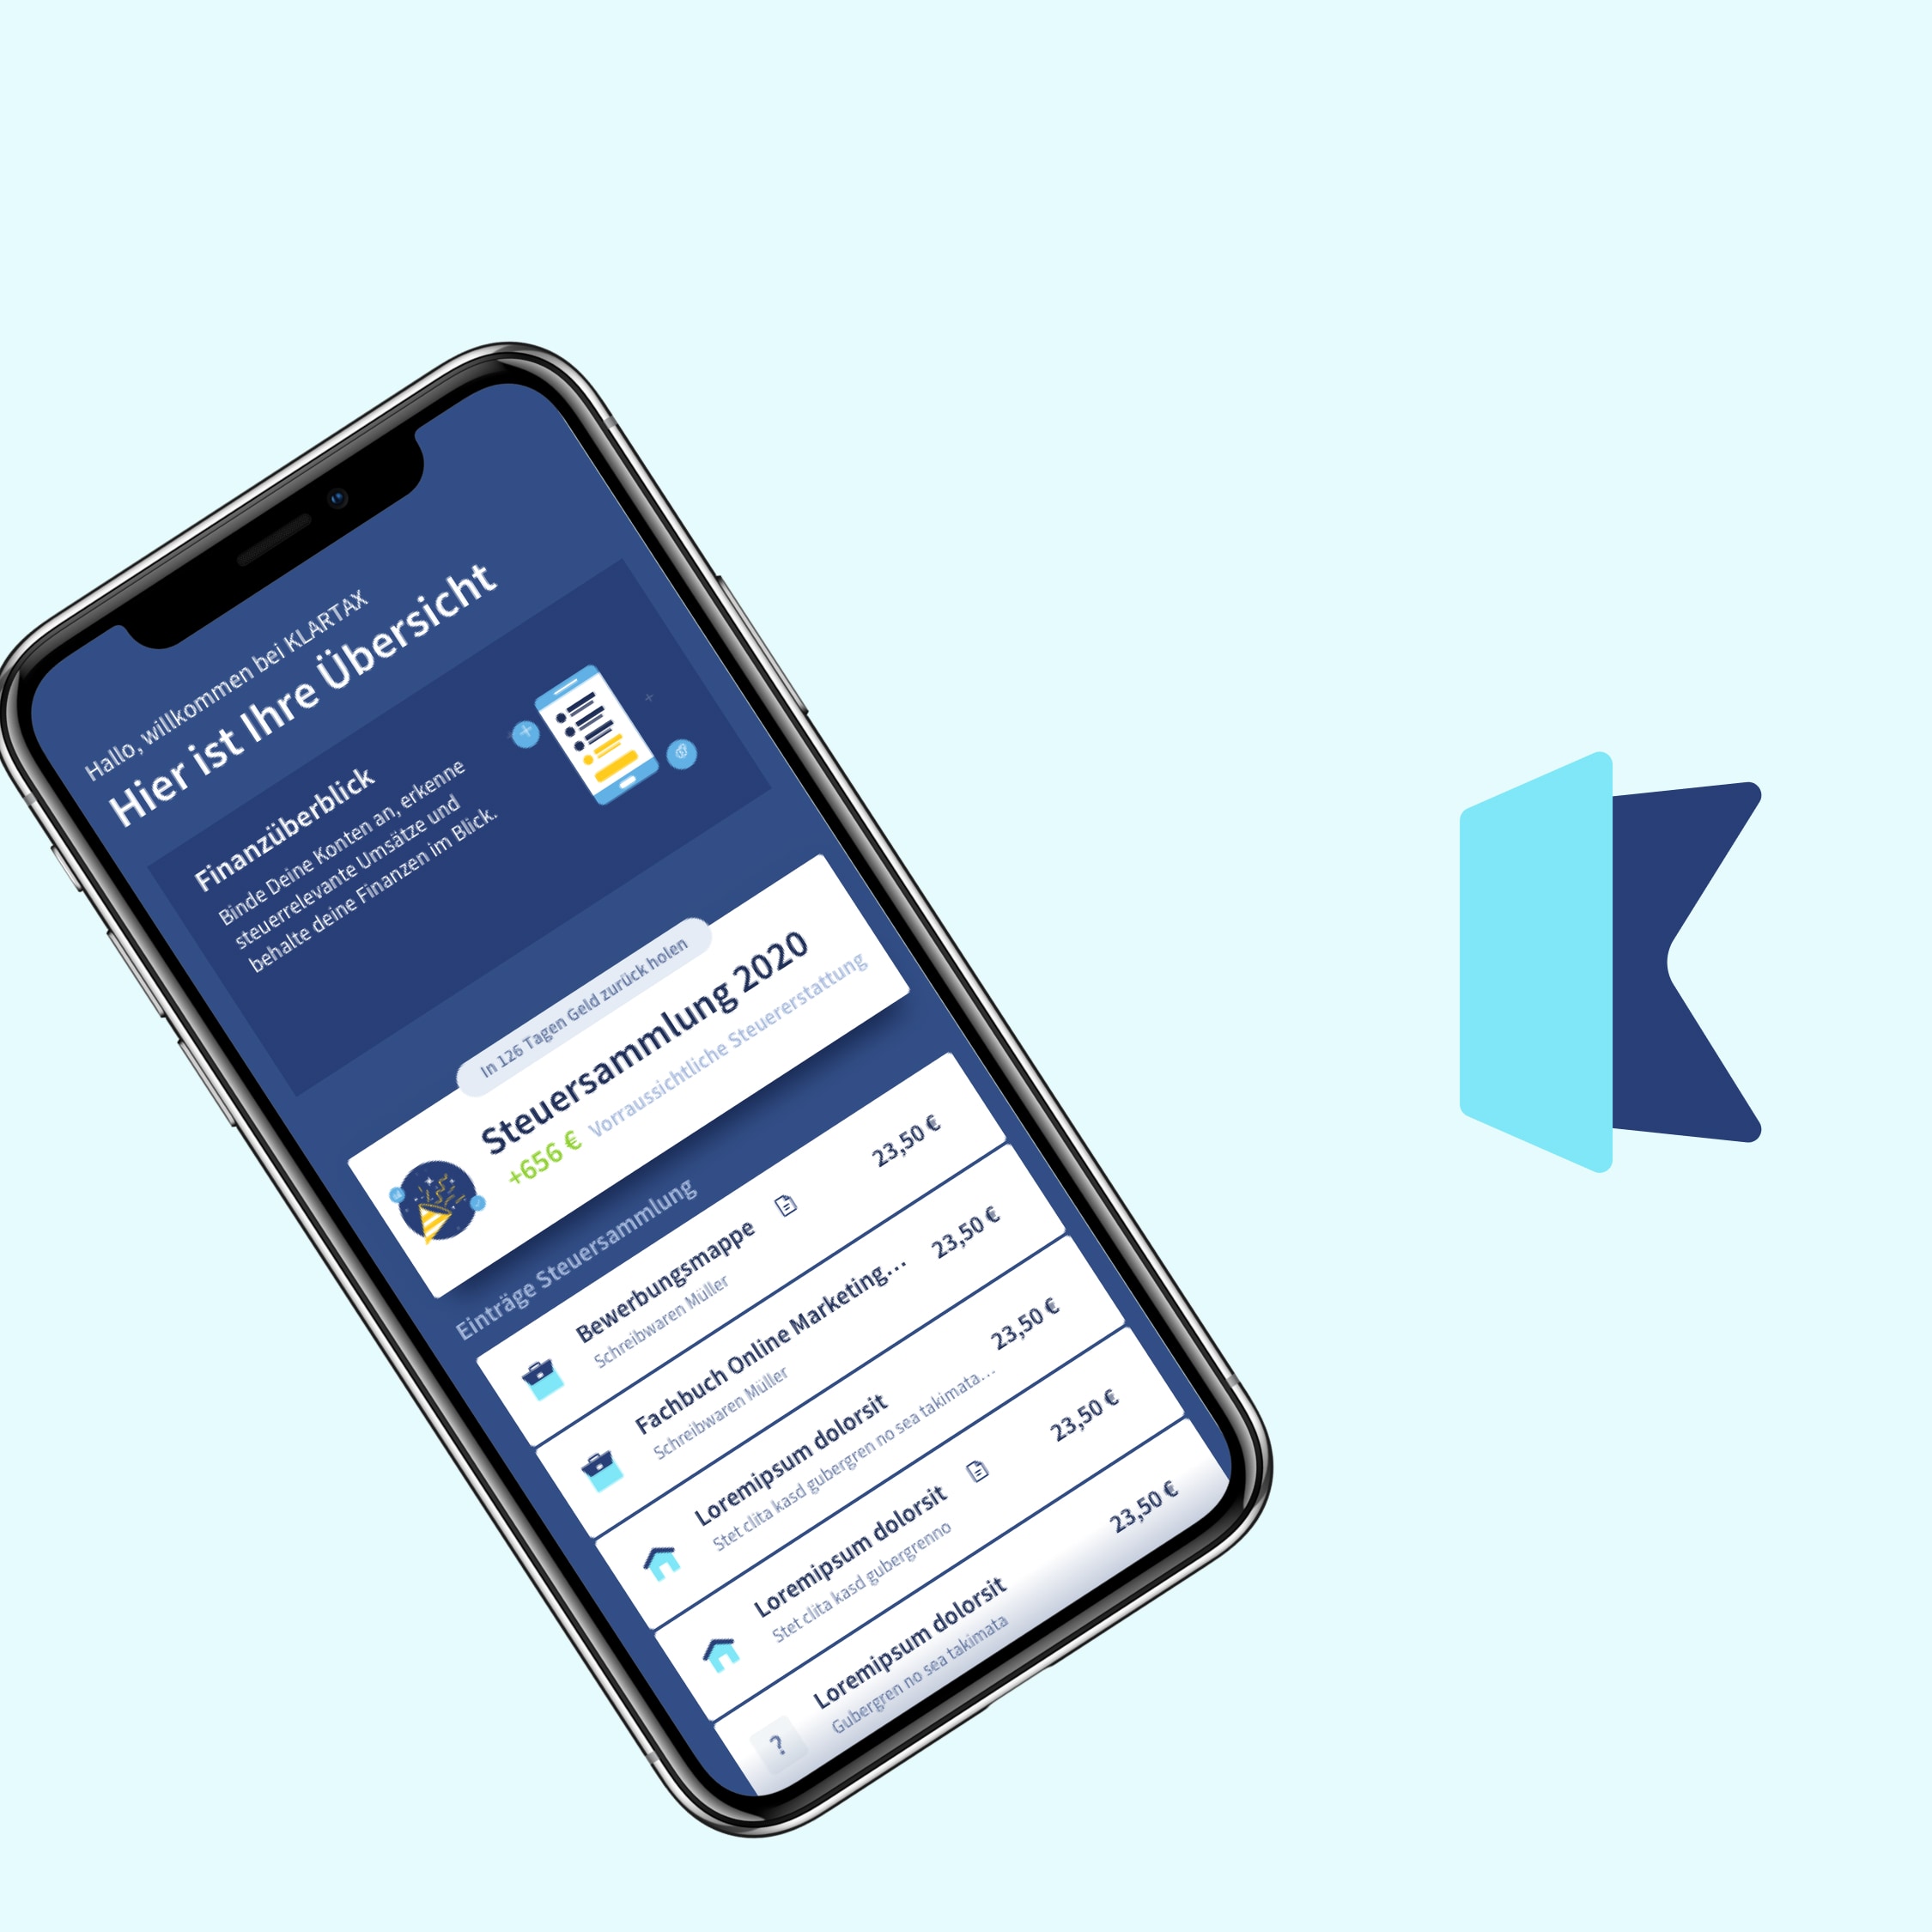 Hallo, willkommen bei KLARTAX
Hier ist Ihre Übersicht
Finanzüberblick
Binde Deine Konten an, erkenne
steuerrelevante Umsätze und
behalte deine Finanzen im Blick.
In 126 Tagen Geld zurück holen
Steuersammlung 2020
+656 € Vorraussichtliche Steuererstattung
Einträge Steuersammlung
Bewerbungsmappe 23,50 €
Schreibwaren Müller
Fachbuch Online Marketing... 23,50 €
Schreibwaren Müller
Loremipsum dolorsit 23,50 €
Stet clita kasd gubergren no sea takimata...
Loremipsum dolorsit 23,50 €
Stet clita kasd gubergrenno
Loremipsum dolorsit 23,50 €
Gubergren no sea takimata
?